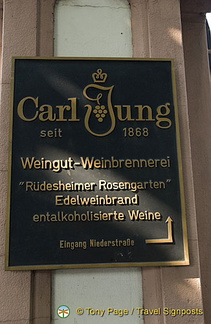 Carl Jung
seit 1868
Weingut-Weinbrennerei
"Rüdesheimer Rosengarten"
Edelweinbrand
entalkoholisierte Weine
Eingang Niederstraße
© Tony Page / Travel Signposts